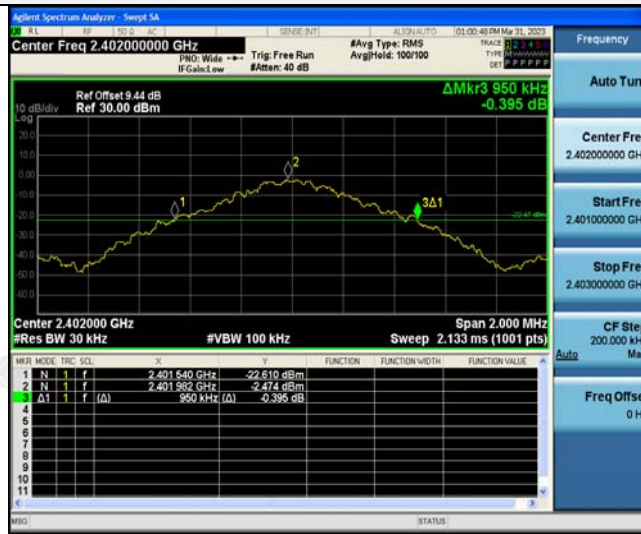 Agilent Spectrum Analyzer - Swept SA
RL RF 50 Ω AC SENSE:INT ALIGN AUTO 01:00:48 PM Mar 31, 2023
Center Freq 2.402000000 GHz
PNO: Wide
IFGain:Low
Trig: Free Run
#Atten: 40 dB
#Avg Type: RMS
Avg|Hold: 100/100
TRACE 1 2 3 4 5 6
TYPE
DET P P P P P P
Frequency
Ref Offset 9.44 dB
Ref 30.00 dBm
10 dB/div
Log
ΔMkr3 950 kHz
-0.395 dB
20.0
10.0
0.00
-10.0
-20.0
-30.0
-40.0
-50.0
-60.0
1
2
3Δ1
-22.47 dBm
Center 2.402000 GHz
#Res BW 30 kHz
#VBW 100 kHz
Span 2.000 MHz
Sweep 2.133 ms (1001 pts)
MKR MODE TRC SCL X Y FUNCTION FUNCTION WIDTH FUNCTION VALUE
1 N 1 f 2.401 540 GHz -22.610 dBm
2 N 1 f 2.401 982 GHz -2.474 dBm
3 Δ1 1 f (Δ) 950 kHz (Δ) -0.395 dB
4
5
6
7
8
9
10
11
MSG STATUS
Auto Tun
Center Fre
2.402000000 GH
Start Fre
2.401000000 GH
Stop Fre
2.403000000 GH
CF Ste
200.000 kH
Auto Ma
Freq Offse
0 H